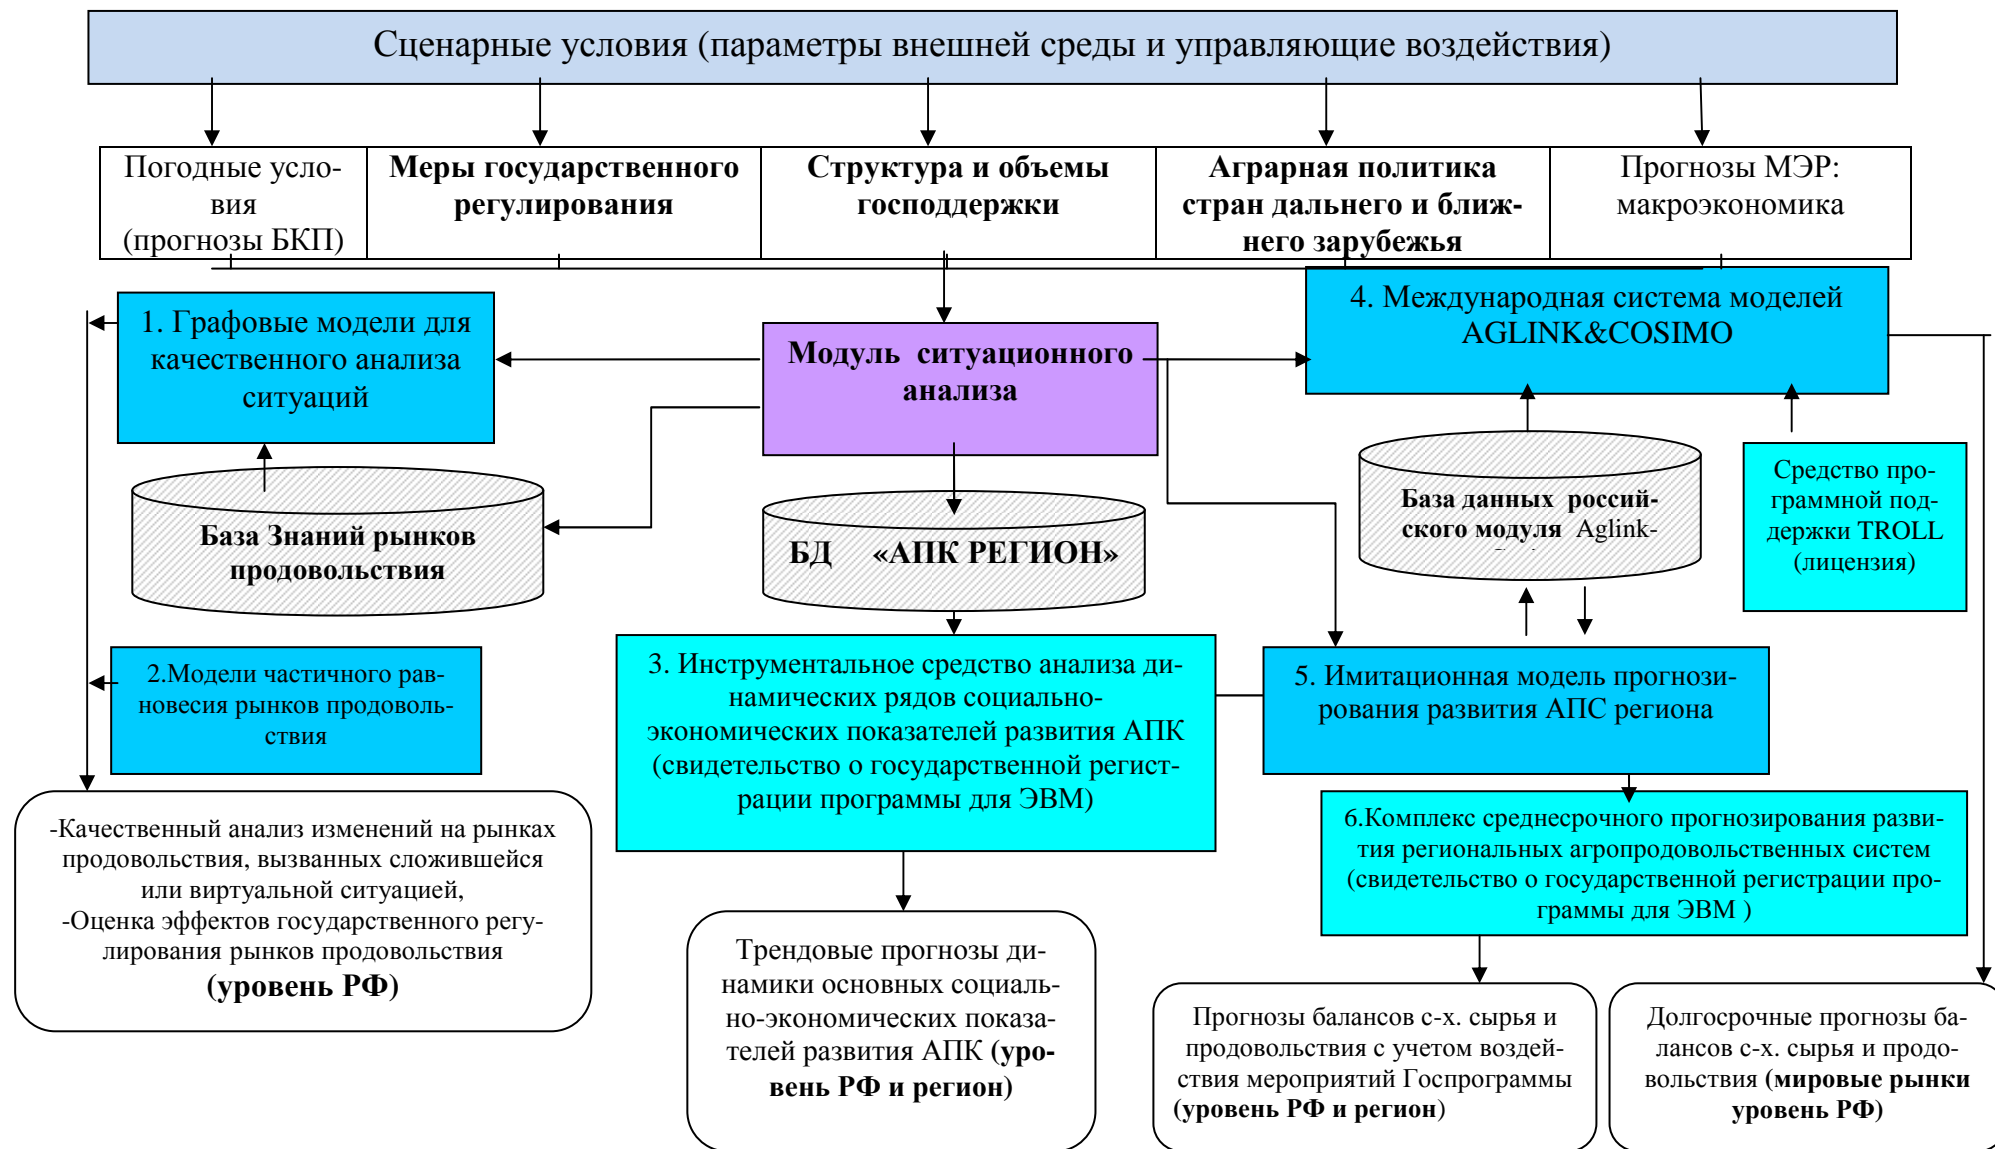 Сценарные условия (параметры внешней среды и управляющие воздействия)
Погодные усло-
вия
(прогнозы БКП)
Меры государственного
регулирования
Структура и объемы
господдержки
Аграрная политика
стран дальнего и ближ-
него зарубежья
Прогнозы МЭР:
макроэкономика
1. Графовые модели для
качественного анализа
ситуаций
Модуль ситуационного
анализа
4. Международная система моделей
AGLINK&COSIMO
База Знаний рынков
продовольствия
БД «АПК РЕГИОН»
База данных россий-
ского модуля Aglink-
Средство про-
граммной под-
держки TROLL
(лицензия)
2.Модели частичного рав-
новесия рынков продоволь-
ствия
3. Инструментальное средство анализа ди-
намических рядов социально-
экономических показателей развития АПК
(свидетельство о государственной регист-
рации программы для ЭВМ)
5. Имитационная модель прогнози-
рования развития АПС региона
6.Комплекс среднесрочного прогнозирования разви-
тия региональных агропродовольственных систем
(свидетельство о государственной регистрации про-
граммы для ЭВМ )
-Качественный анализ изменений на рынках
продовольствия, вызванных сложившейся
или виртуальной ситуацией,
-Оценка эффектов государственного регу-
лирования рынков продовольствия
(уровень РФ)
Трендовые прогнозы ди-
намики основных социаль-
но-экономических показа-
телей развития АПК (уро-
вень РФ и регион)
Прогнозы балансов с-х. сырья и
продовольствия с учетом воздей-
ствия мероприятий Госпрограммы
(уровень РФ и регион)
Долгосрочные прогнозы ба-
лансов с-х. сырья и продо-
вольствия (мировые рынки
уровень РФ)